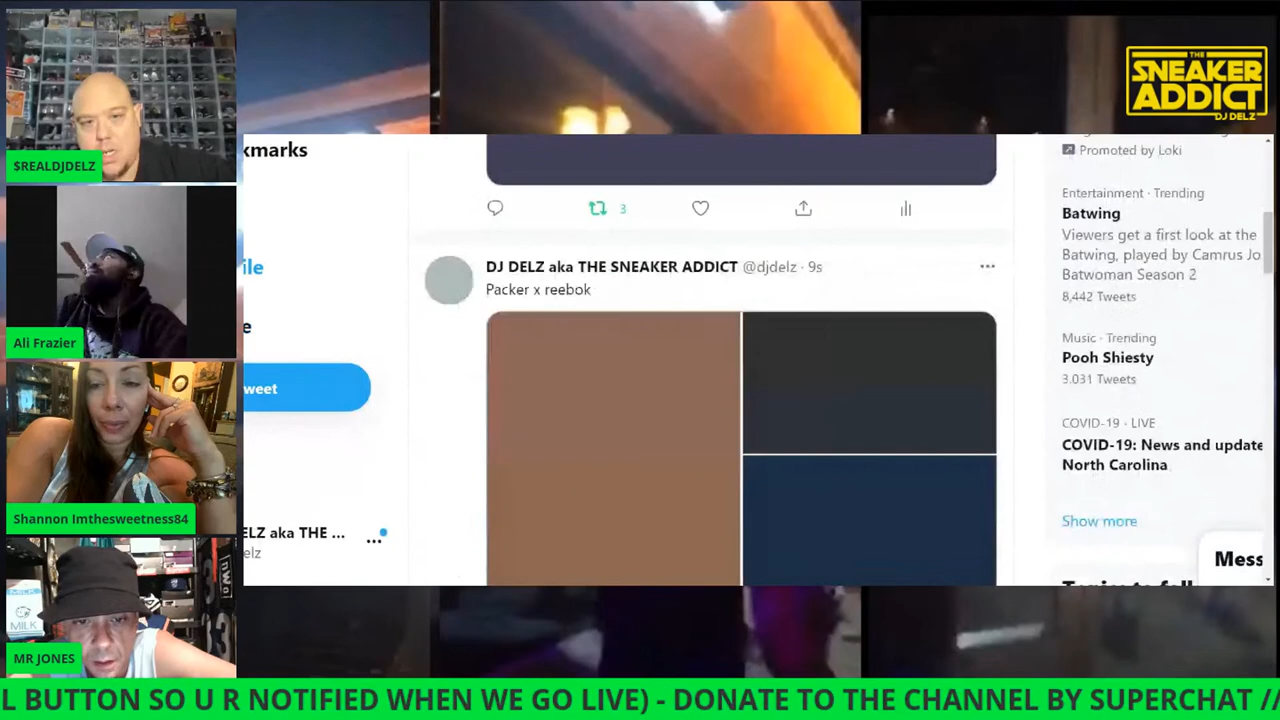 THE
SNEAKER
ADDICT
DJ DELZ
$REALDJDELZ
Ali Frazier
Shannon Imthesweetness84
MILK
MR JONES
kmarks
ile
e
weet
ELZ aka THE ...
elz
3
DJ DELZ aka THE SNEAKER ADDICT @djdelz · 9s
Packer x reebok
Promoted by Loki
Entertainment · Trending
Batwing
Viewers get a first look at the
Batwing, played by Camrus Jo
Batwoman Season 2
8,442 Tweets
Music · Trending
Pooh Shiesty
3,031 Tweets
COVID-19 · LIVE
COVID-19: News and update
North Carolina
Show more
Mess
L BUTTON SO U R NOTIFIED WHEN WE GO LIVE) - DONATE TO THE CHANNEL BY SUPERCHAT //